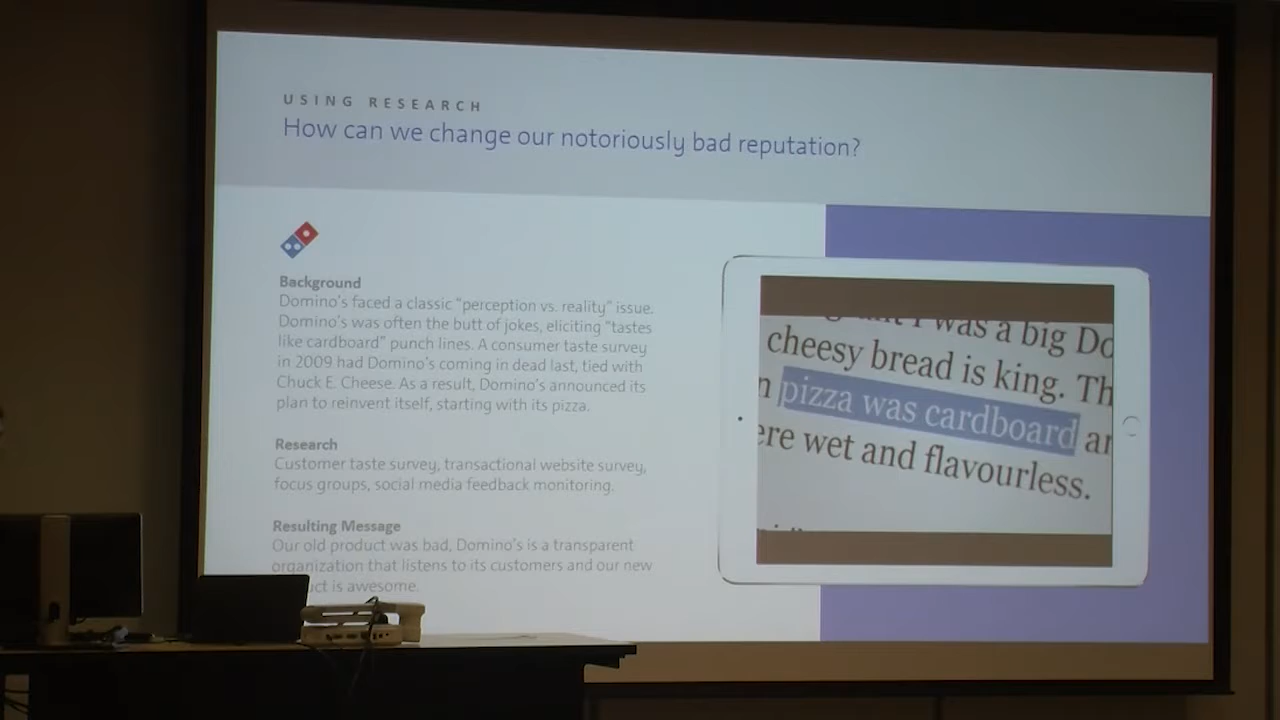 USING RESEARCH
How can we change our notoriously bad reputation?
Background
Domino's faced a classic "perception vs. reality" issue.
Domino's was often the butt of jokes, eliciting "tastes
like cardboard" punch lines. A consumer taste survey
in 2009 had Domino's coming in dead last, tied with
Chuck E. Cheese. As a result, Domino's announced its
plan to reinvent itself, starting with its pizza.
Research
Customer taste survey, transactional website survey,
focus groups, social media feedback monitoring.
Resulting Message
Our old product was bad, Domino's is a transparent
organization that listens to its customers and our new
uct is awesome.
I was a big Do
cheesy bread is king. Th
n pizza was cardboard ar
ere wet and flavourless.